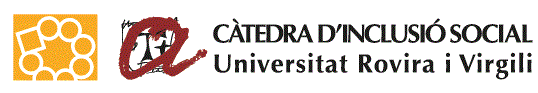 CÀTEDRA D'INCLUSIÓ SOCIAL
Universitat Rovira i Virgili